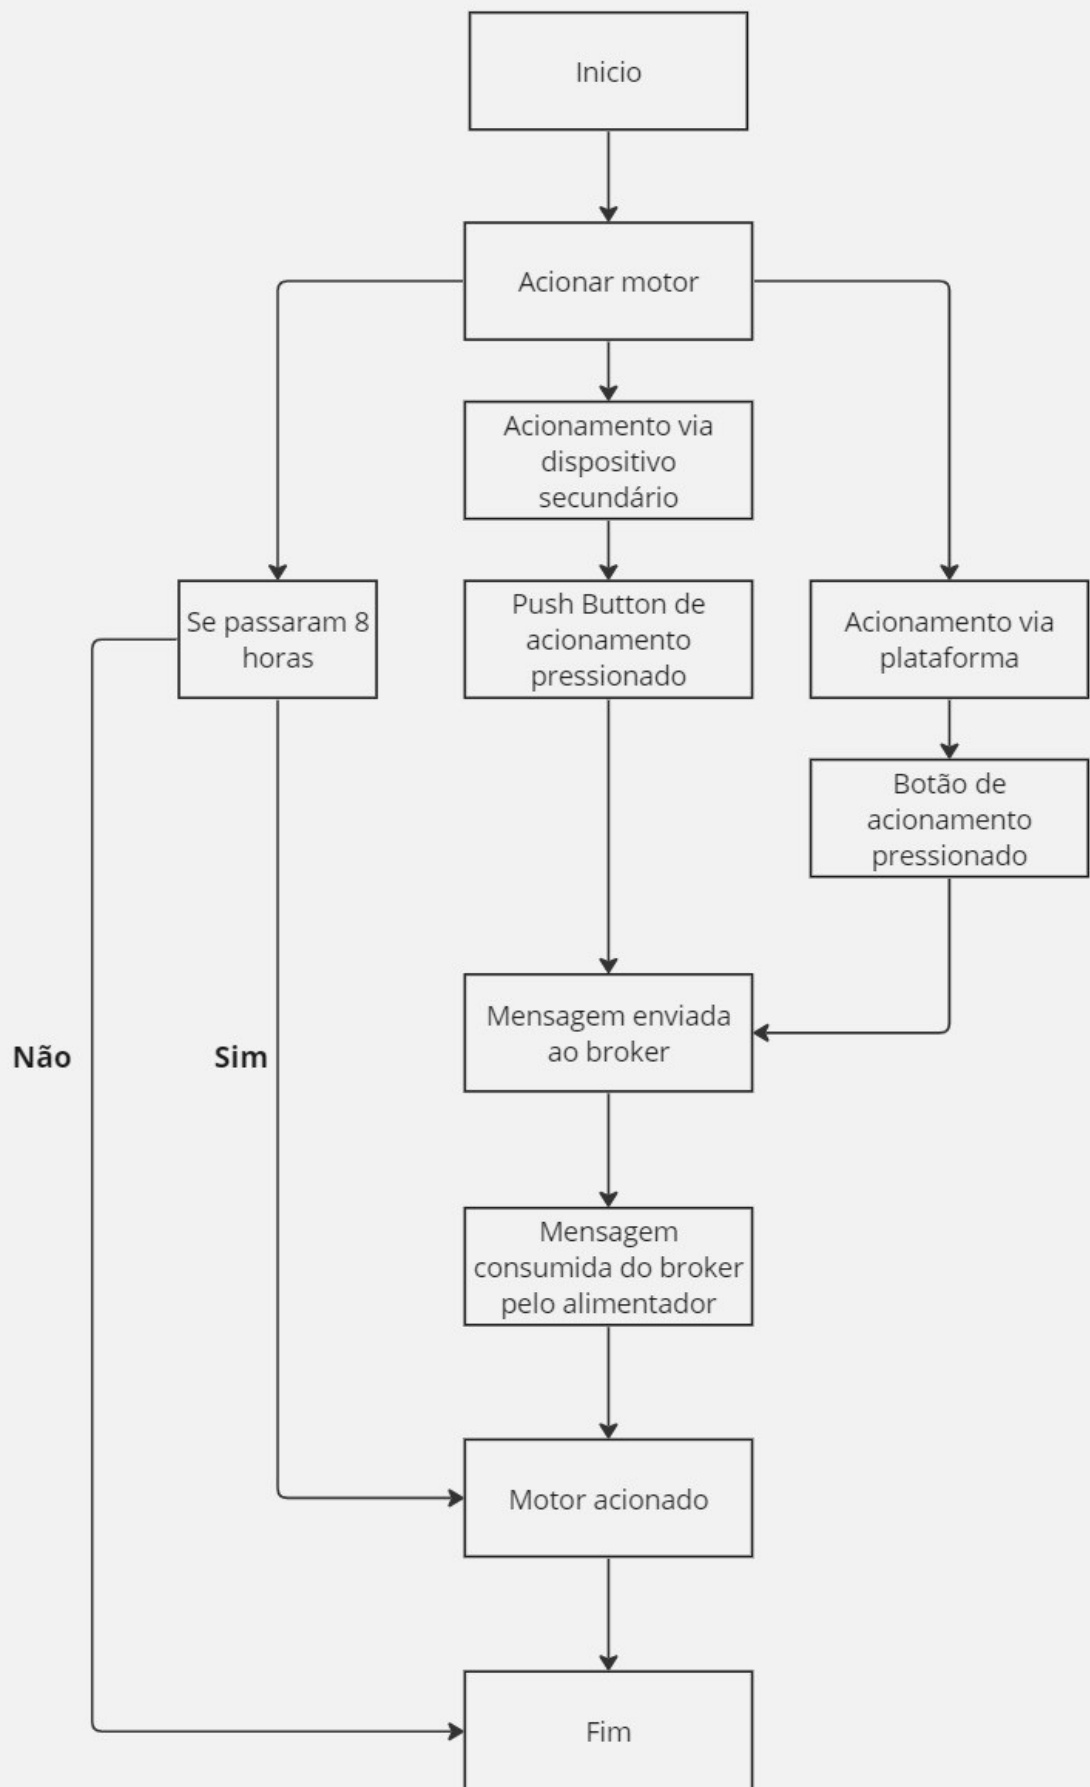 Inicio
Acionar motor
Acionamento via
dispositivo
secundário
Se passaram 8
horas
Push Button de
acionamento
pressionado
Acionamento via
plataforma
Botão de
acionamento
pressionado
Mensagem enviada
ao broker
Não
Sim
Mensagem
consumida do broker
pelo alimentador
Motor acionado
Fim